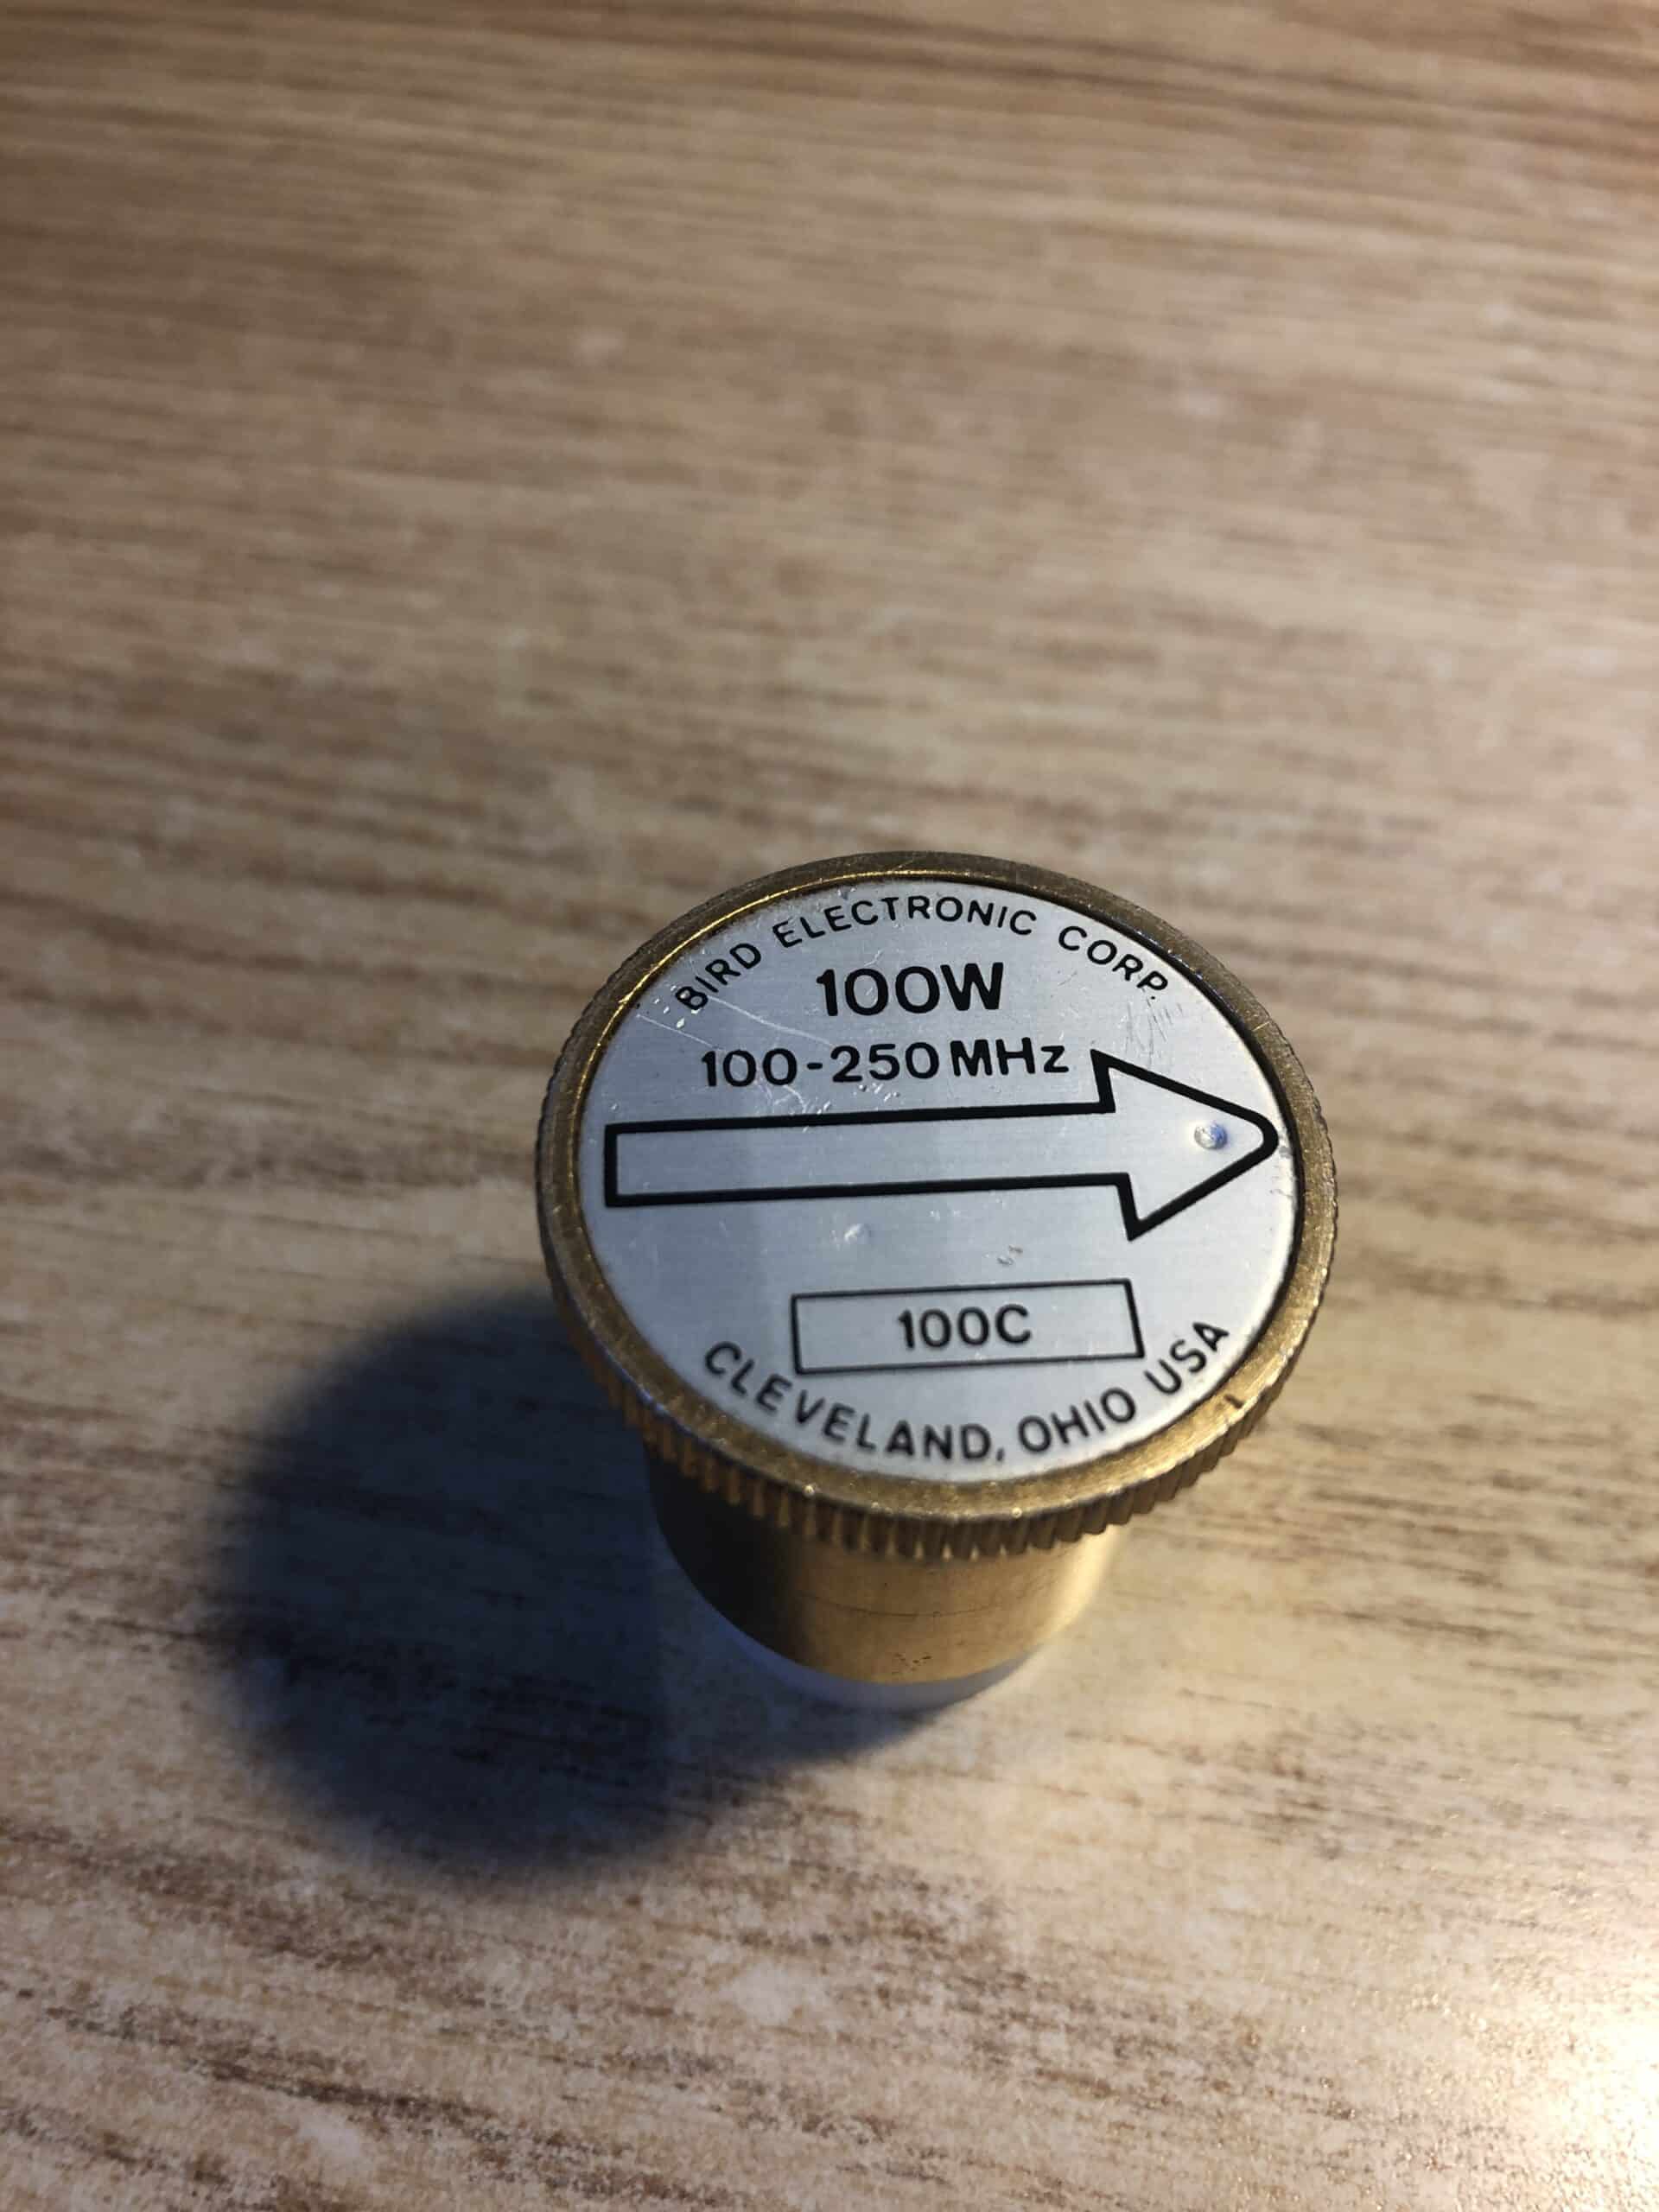 BIRD ELECTRONIC CORP.
100W
100-250MHz
100C
CLEVELAND, OHIO USA